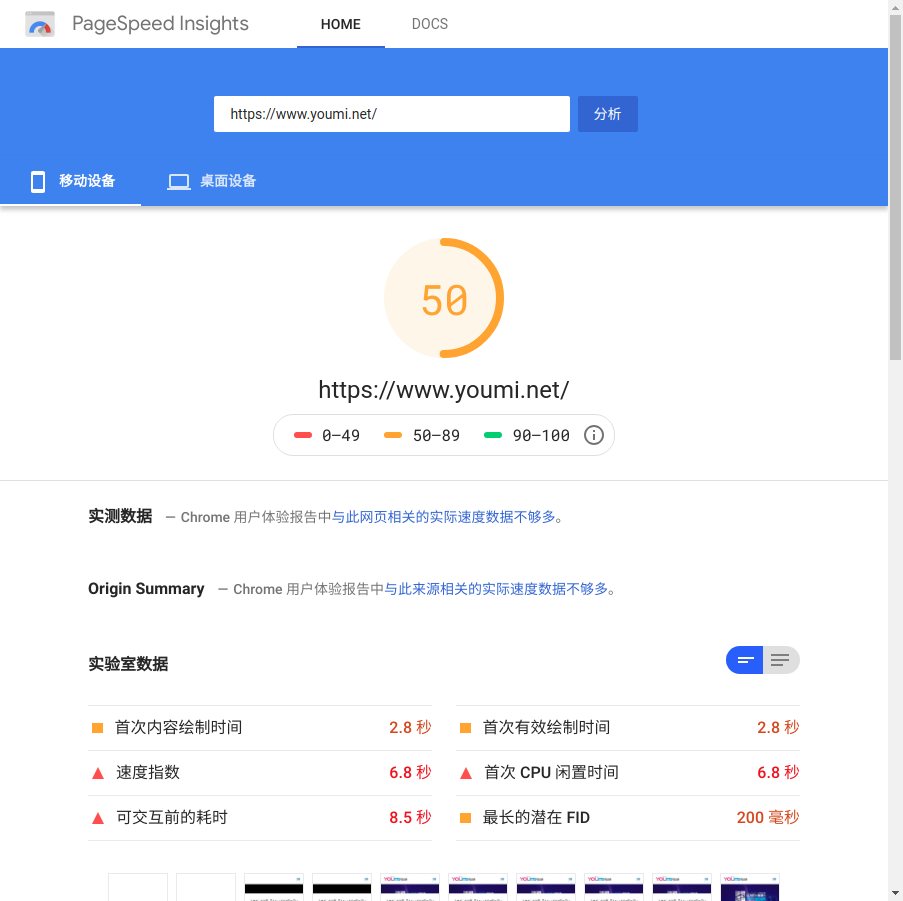 PageSpeed Insights
HOME
DOCS
https://www.youmi.net/
分析
移动设备
桌面设备
50
https://www.youmi.net/
0–49
50–89
90–100
实测数据 — Chrome 用户体验报告中与此网页相关的实际速度数据不够多。
Origin Summary — Chrome 用户体验报告中与此来源相关的实际速度数据不够多。
实验室数据
首次内容绘制时间 2.8 秒
首次有效绘制时间 2.8 秒
速度指数 6.8 秒
首次 CPU 闲置时间 6.8 秒
可交互前的耗时 8.5 秒
最长的潜在 FID 200 毫秒